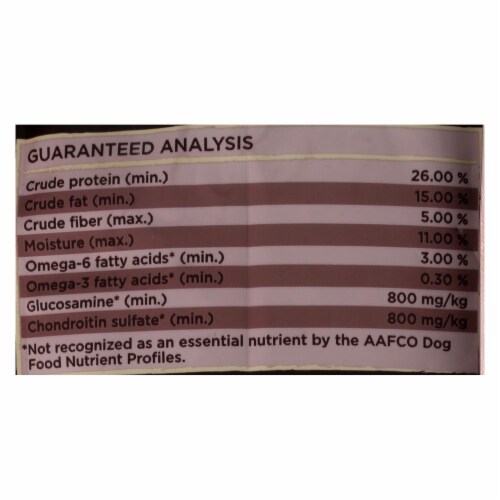 GUARANTEED ANALYSIS
Crude protein (min.) 26.00 %
Crude fat (min.) 15.00 %
Crude fiber (max.) 5.00 %
Moisture (max.) 11.00 %
Omega-6 fatty acids* (min.) 3.00 %
Omega-3 fatty acids* (min.) 0.30 %
Glucosamine* (min.) 800 mg/kg
Chondroitin sulfate* (min.) 800 mg/kg
*Not recognized as an essential nutrient by the AAFCO Dog
Food Nutrient Profiles.